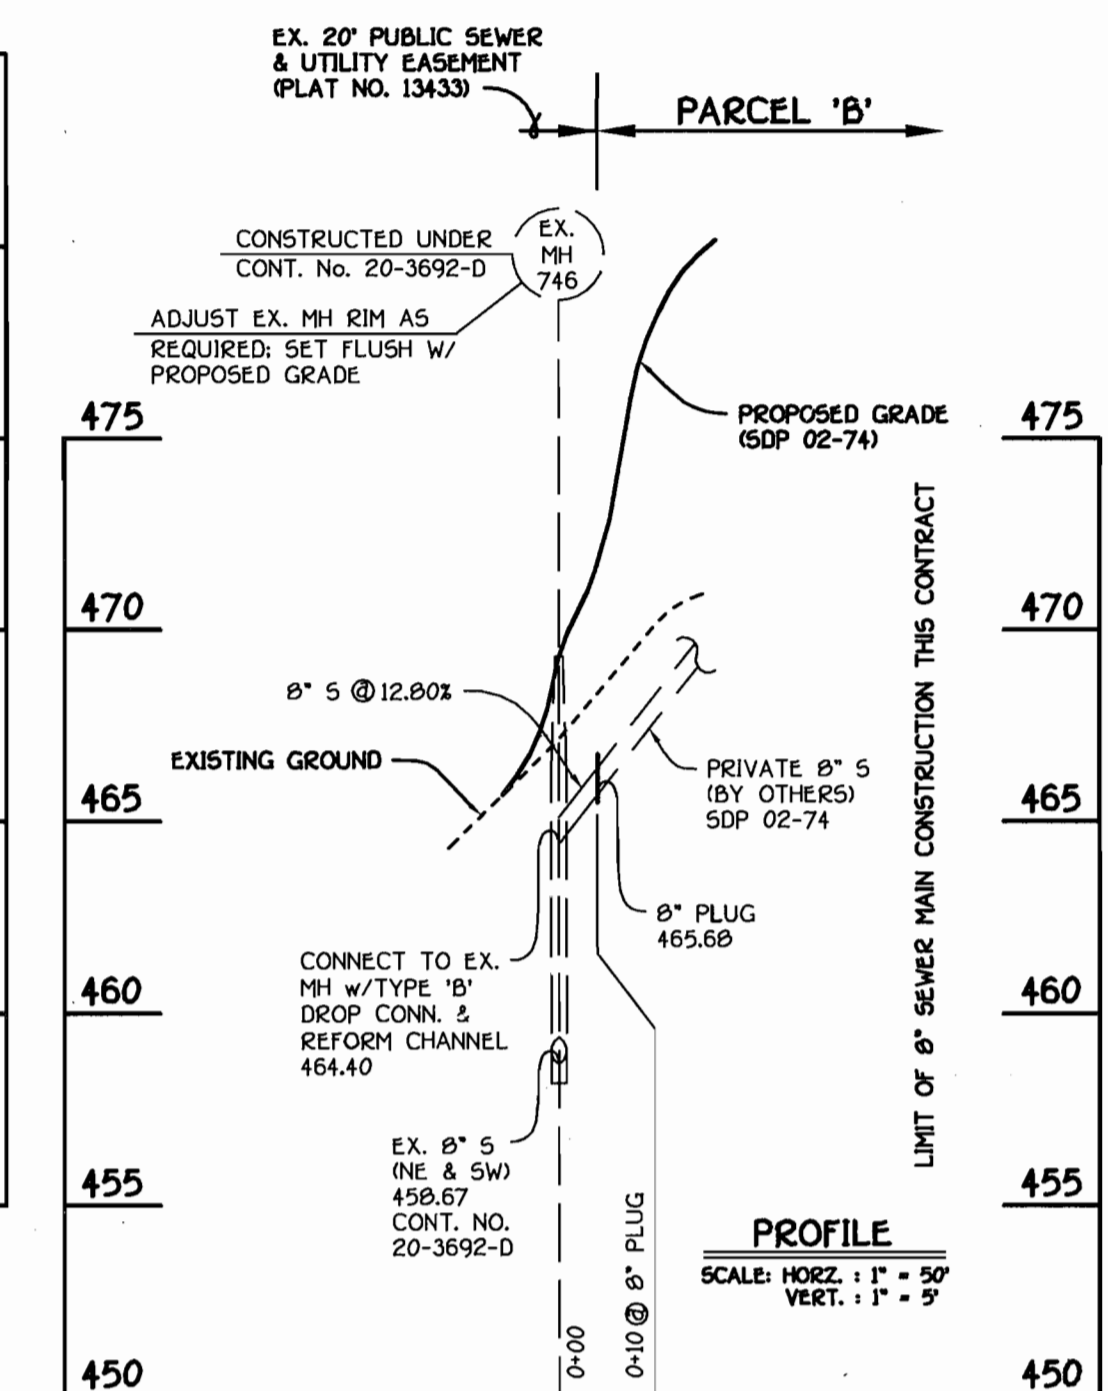 EX. 20' PUBLIC SEWER
& UTILITY EASEMENT
(PLAT NO. 13433)
PARCEL 'B'
CONSTRUCTED UNDER
CONT. No. 20-3692-D
EX.
MH
746
ADJUST EX. MH RIM AS
REQUIRED; SET FLUSH W/
PROPOSED GRADE
475
PROPOSED GRADE
(SDP 02-74)
475
LIMIT OF 8" SEWER MAIN CONSTRUCTION THIS CONTRACT
470
470
8" S @ 12.80%
EXISTING GROUND
PRIVATE 8" S
(BY OTHERS)
SDP 02-74
465
465
8" PLUG
465.68
CONNECT TO EX.
MH w/TYPE 'B'
DROP CONN. &
REFORM CHANNEL
464.40
460
460
EX. 8" S
(NE & SW)
458.67
CONT. NO.
20-3692-D
455
455
PROFILE
SCALE: HORZ. : 1" = 50'
VERT. : 1" = 5'
0+00
0+10 @ 8" PLUG
450
450